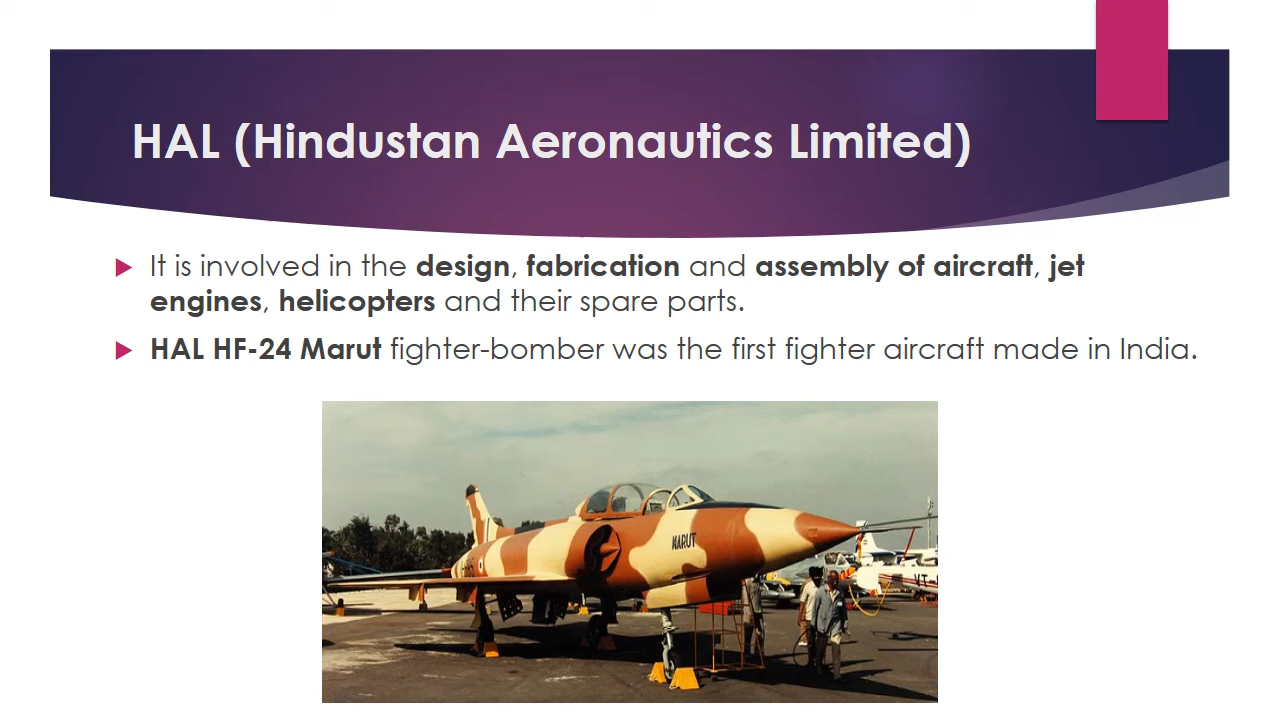 HAL (Hindustan Aeronautics Limited)
It is involved in the design, fabrication and assembly of aircraft, jet
engines, helicopters and their spare parts.
HAL HF-24 Marut fighter-bomber was the first fighter aircraft made in India.
MARUT